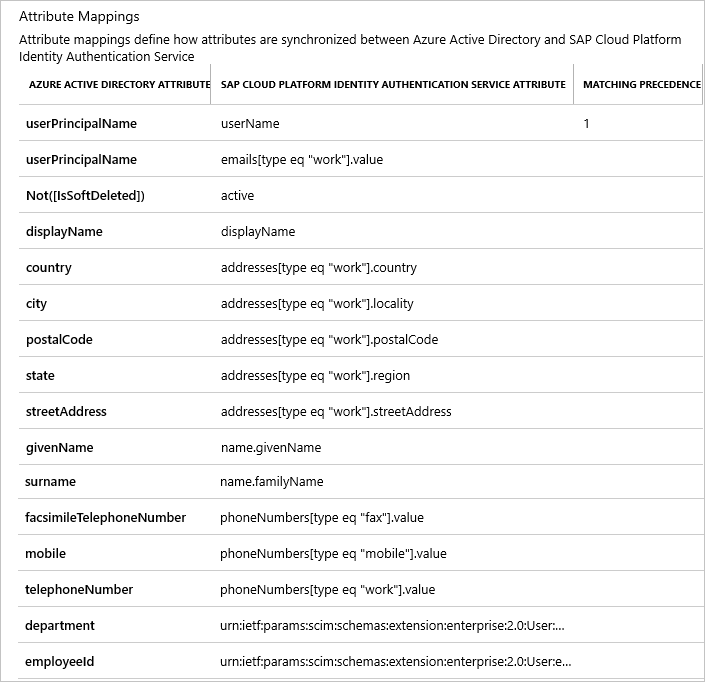 Attribute Mappings
Attribute mappings define how attributes are synchronized between Azure Active Directory and SAP Cloud Platform
Identity Authentication Service
AZURE ACTIVE DIRECTORY ATTRIBUTE SAP CLOUD PLATFORM IDENTITY AUTHENTICATION SERVICE ATTRIBUTE MATCHING PRECEDENCE
userPrincipalName userName 1
userPrincipalName emails[type eq "work"].value
Not([IsSoftDeleted]) active
displayName displayName
country addresses[type eq "work"].country
city addresses[type eq "work"].locality
postalCode addresses[type eq "work"].postalCode
state addresses[type eq "work"].region
streetAddress addresses[type eq "work"].streetAddress
givenName name.givenName
surname name.familyName
facsimileTelephoneNumber phoneNumbers[type eq "fax"].value
mobile phoneNumbers[type eq "mobile"].value
telephoneNumber phoneNumbers[type eq "work"].value
department urn:ietf:params:scim:schemas:extension:enterprise:2.0:User:...
employeeId urn:ietf:params:scim:schemas:extension:enterprise:2.0:User:e...